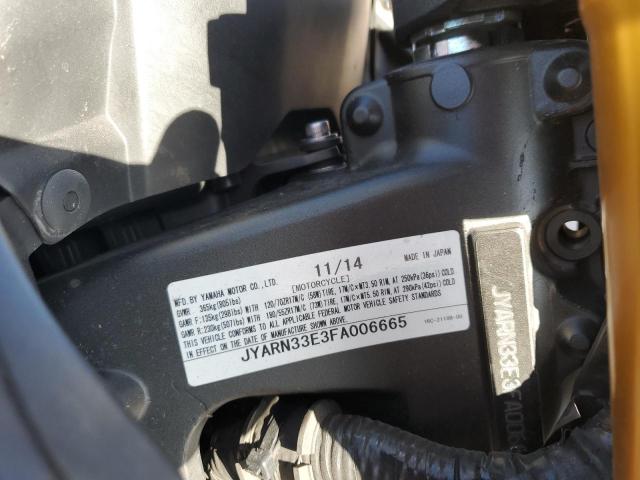 11/14
MFD. BY YAMAHA MOTOR CO.,LTD. [MOTORCYCLE] MADE IN JAPAN
GVWR : 365kg(805lbs)
GAWR F:135kg(298lbs)WITH 120/70ZR17M/C (58W)TIRE, 17M/C×MT3.50 RIM, AT 250kPa(36psi)COLD
GAWR R:230kg(507lbs)WITH 180/55ZR17M/C (73W)TIRE, 17M/C×MT5.50 RIM, AT 290kPa(42psi)COLD
THIS VEHICLE CONFORMS TO ALL APPLICABLE FEDERAL MOTOR VEHICLE SAFETY STANDARDS
IN EFFECT ON THE DATE OF MANUFACTURE SHOWN ABOVE.
JYARN33E3FA006665
JYARN33E3FA006